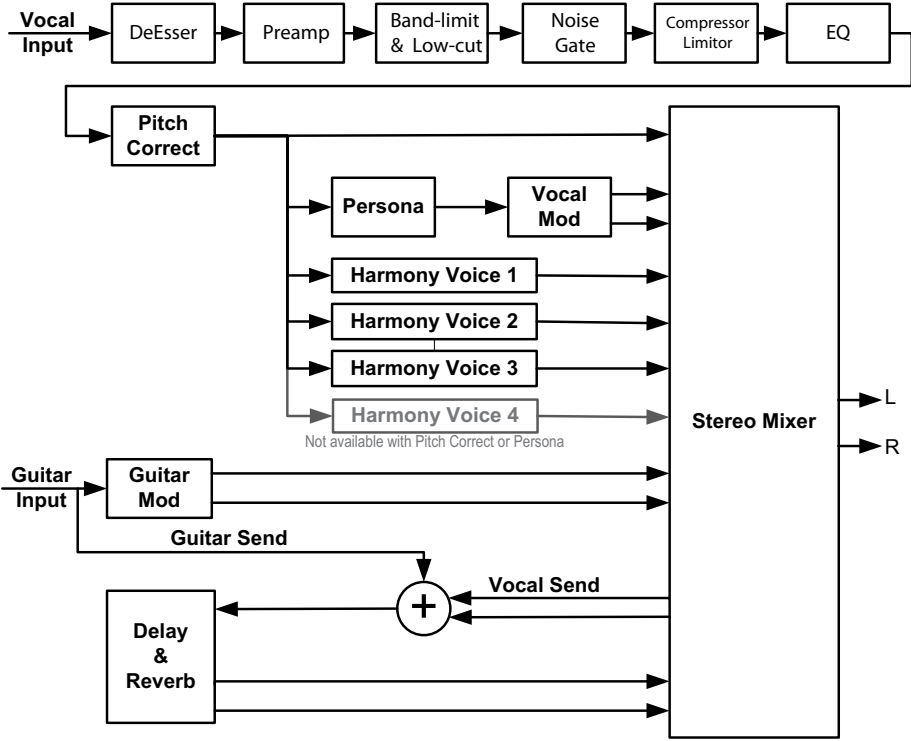 Vocal
Input
DeEsser
Preamp
Band-limit
& Low-cut
Noise
Gate
Compressor
Limitor
EQ
Pitch
Correct
Persona
Vocal
Mod
Harmony Voice 1
Harmony Voice 2
Harmony Voice 3
Harmony Voice 4
Not available with Pitch Correct or Persona
Stereo Mixer
L
R
Guitar
Input
Guitar
Mod
Guitar Send
Vocal Send
+
Delay
&
Reverb